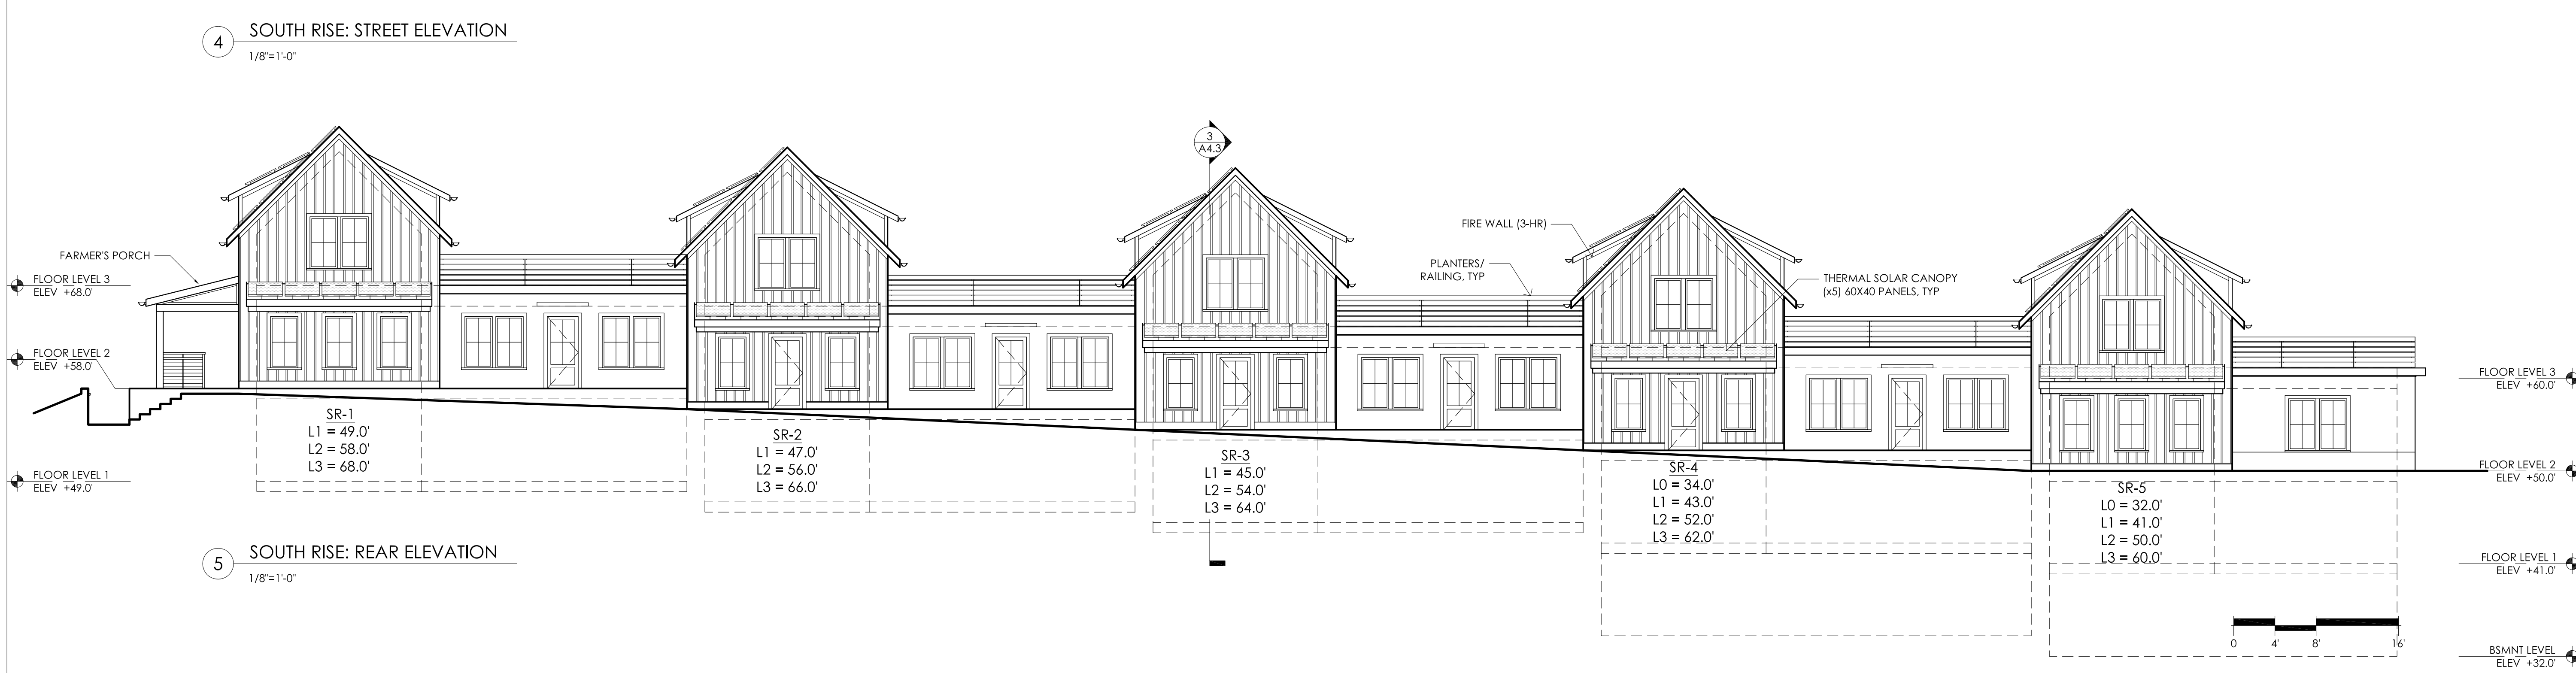 4
SOUTH RISE: STREET ELEVATION
1/8"=1'-0"
3
A4.3
FARMER'S PORCH
FIRE WALL (3-HR)
PLANTERS/
RAILING, TYP
THERMAL SOLAR CANOPY
(x5) 60X40 PANELS, TYP
FLOOR LEVEL 3
ELEV +68.0'
FLOOR LEVEL 2
ELEV +58.0'
FLOOR LEVEL 1
ELEV +49.0'
SR-1
L1 = 49.0'
L2 = 58.0'
L3 = 68.0'
SR-2
L1 = 47.0'
L2 = 56.0'
L3 = 66.0'
SR-3
L1 = 45.0'
L2 = 54.0'
L3 = 64.0'
SR-4
L0 = 34.0'
L1 = 43.0'
L2 = 52.0'
L3 = 62.0'
SR-5
L0 = 32.0'
L1 = 41.0'
L2 = 50.0'
L3 = 60.0'
FLOOR LEVEL 3
ELEV +60.0'
FLOOR LEVEL 2
ELEV +50.0'
FLOOR LEVEL 1
ELEV +41.0'
BSMNT LEVEL
ELEV +32.0'
0 4' 8' 16'
5
SOUTH RISE: REAR ELEVATION
1/8"=1'-0"